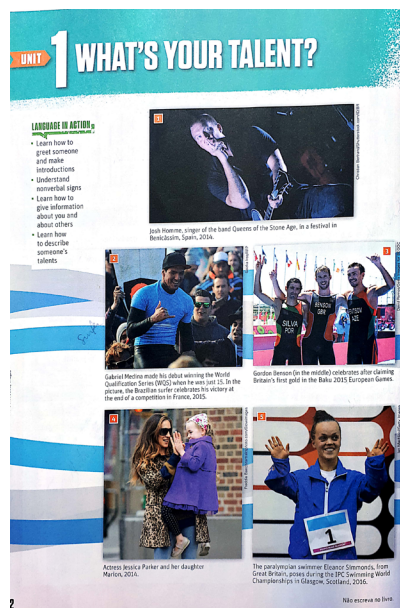 UNIT 1 WHAT'S YOUR TALENT?
LANGUAGE IN ACTION
• Learn how to
greet someone
and make
introductions
• Understand
nonverbal signs
• Learn how to
give information
about you and
about others
• Learn how
to describe
someone's
talents
1
Josh Homme, singer of the band Queens of the Stone Age, in a festival in
Benicàssim, Spain, 2014.
2
Gabriel Medina made his debut winning the World
Qualification Series (WQS) when he was just 15. In the
picture, the Brazilian surfer celebrates his victory at
the end of a competition in France, 2015.
3
SILVA
POR
BENSON
GBR
AZE
Gordon Benson (in the middle) celebrates after claiming
Britain's first gold in the Baku 2015 European Games.
4
Actress Jessica Parker and her daughter
Marion, 2014.
5
1
The paralympian swimmer Eleanor Simmonds, from
Great Britain, poses during the IPC Swimming World
Championships in Glasgow, Scotland, 2016.
2
Não escreva no livro.